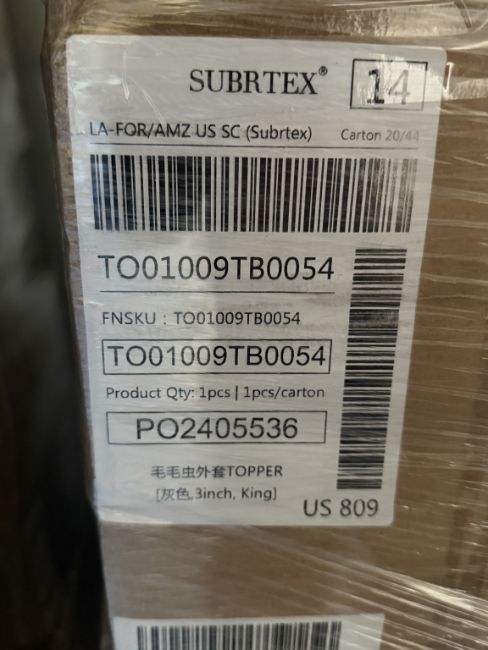 SUBRTEX®
14
LA-FOR/AMZ US SC (Subrtex)
Carton 20/44
TO01009TB0054
FNSKU : TO01009TB0054
TO01009TB0054
Product Qty: 1pcs | 1pcs/carton
PO2405536
毛毛虫外套TOPPER
[灰色,3inch, King]
US 809